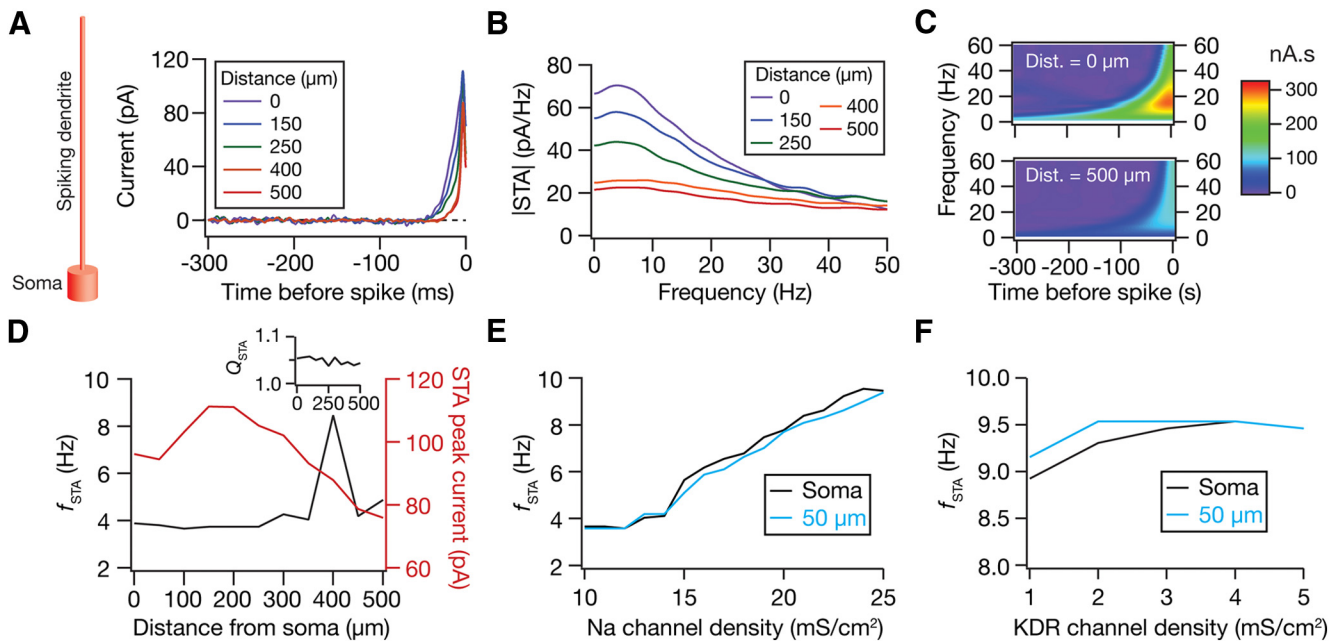 A
Spiking dendrite
Soma
Current (pA)
120
80
40
0
Distance (µm)
0
150
250
400
500
-300
-200
-100
0
Time before spike (ms)
B
|STA| (pA/Hz)
80
60
40
20
0
Distance (µm)
0
150
250
400
500
0
10
20
30
40
50
Frequency (Hz)
C
Frequency (Hz)
60
40
20
0
Dist. = 0 µm
60
40
20
0
60
40
20
0
Dist. = 500 µm
60
40
20
0
-300
-200
-100
0
Time before spike (s)
nA.s
300
200
100
0
D
fSTA (Hz)
10
8
6
4
2
QSTA
1.1
1.0
0
250
500
STA peak current (pA)
120
100
80
60
0
100
200
300
400
500
Distance from soma (µm)
E
fSTA (Hz)
10
8
6
4
2
Soma
50 µm
10
15
20
25
Na channel density (mS/cm²)
F
fSTA (Hz)
10.0
9.5
9.0
8.5
8.0
Soma
50 µm
1
2
3
4
5
KDR channel density (mS/cm²)